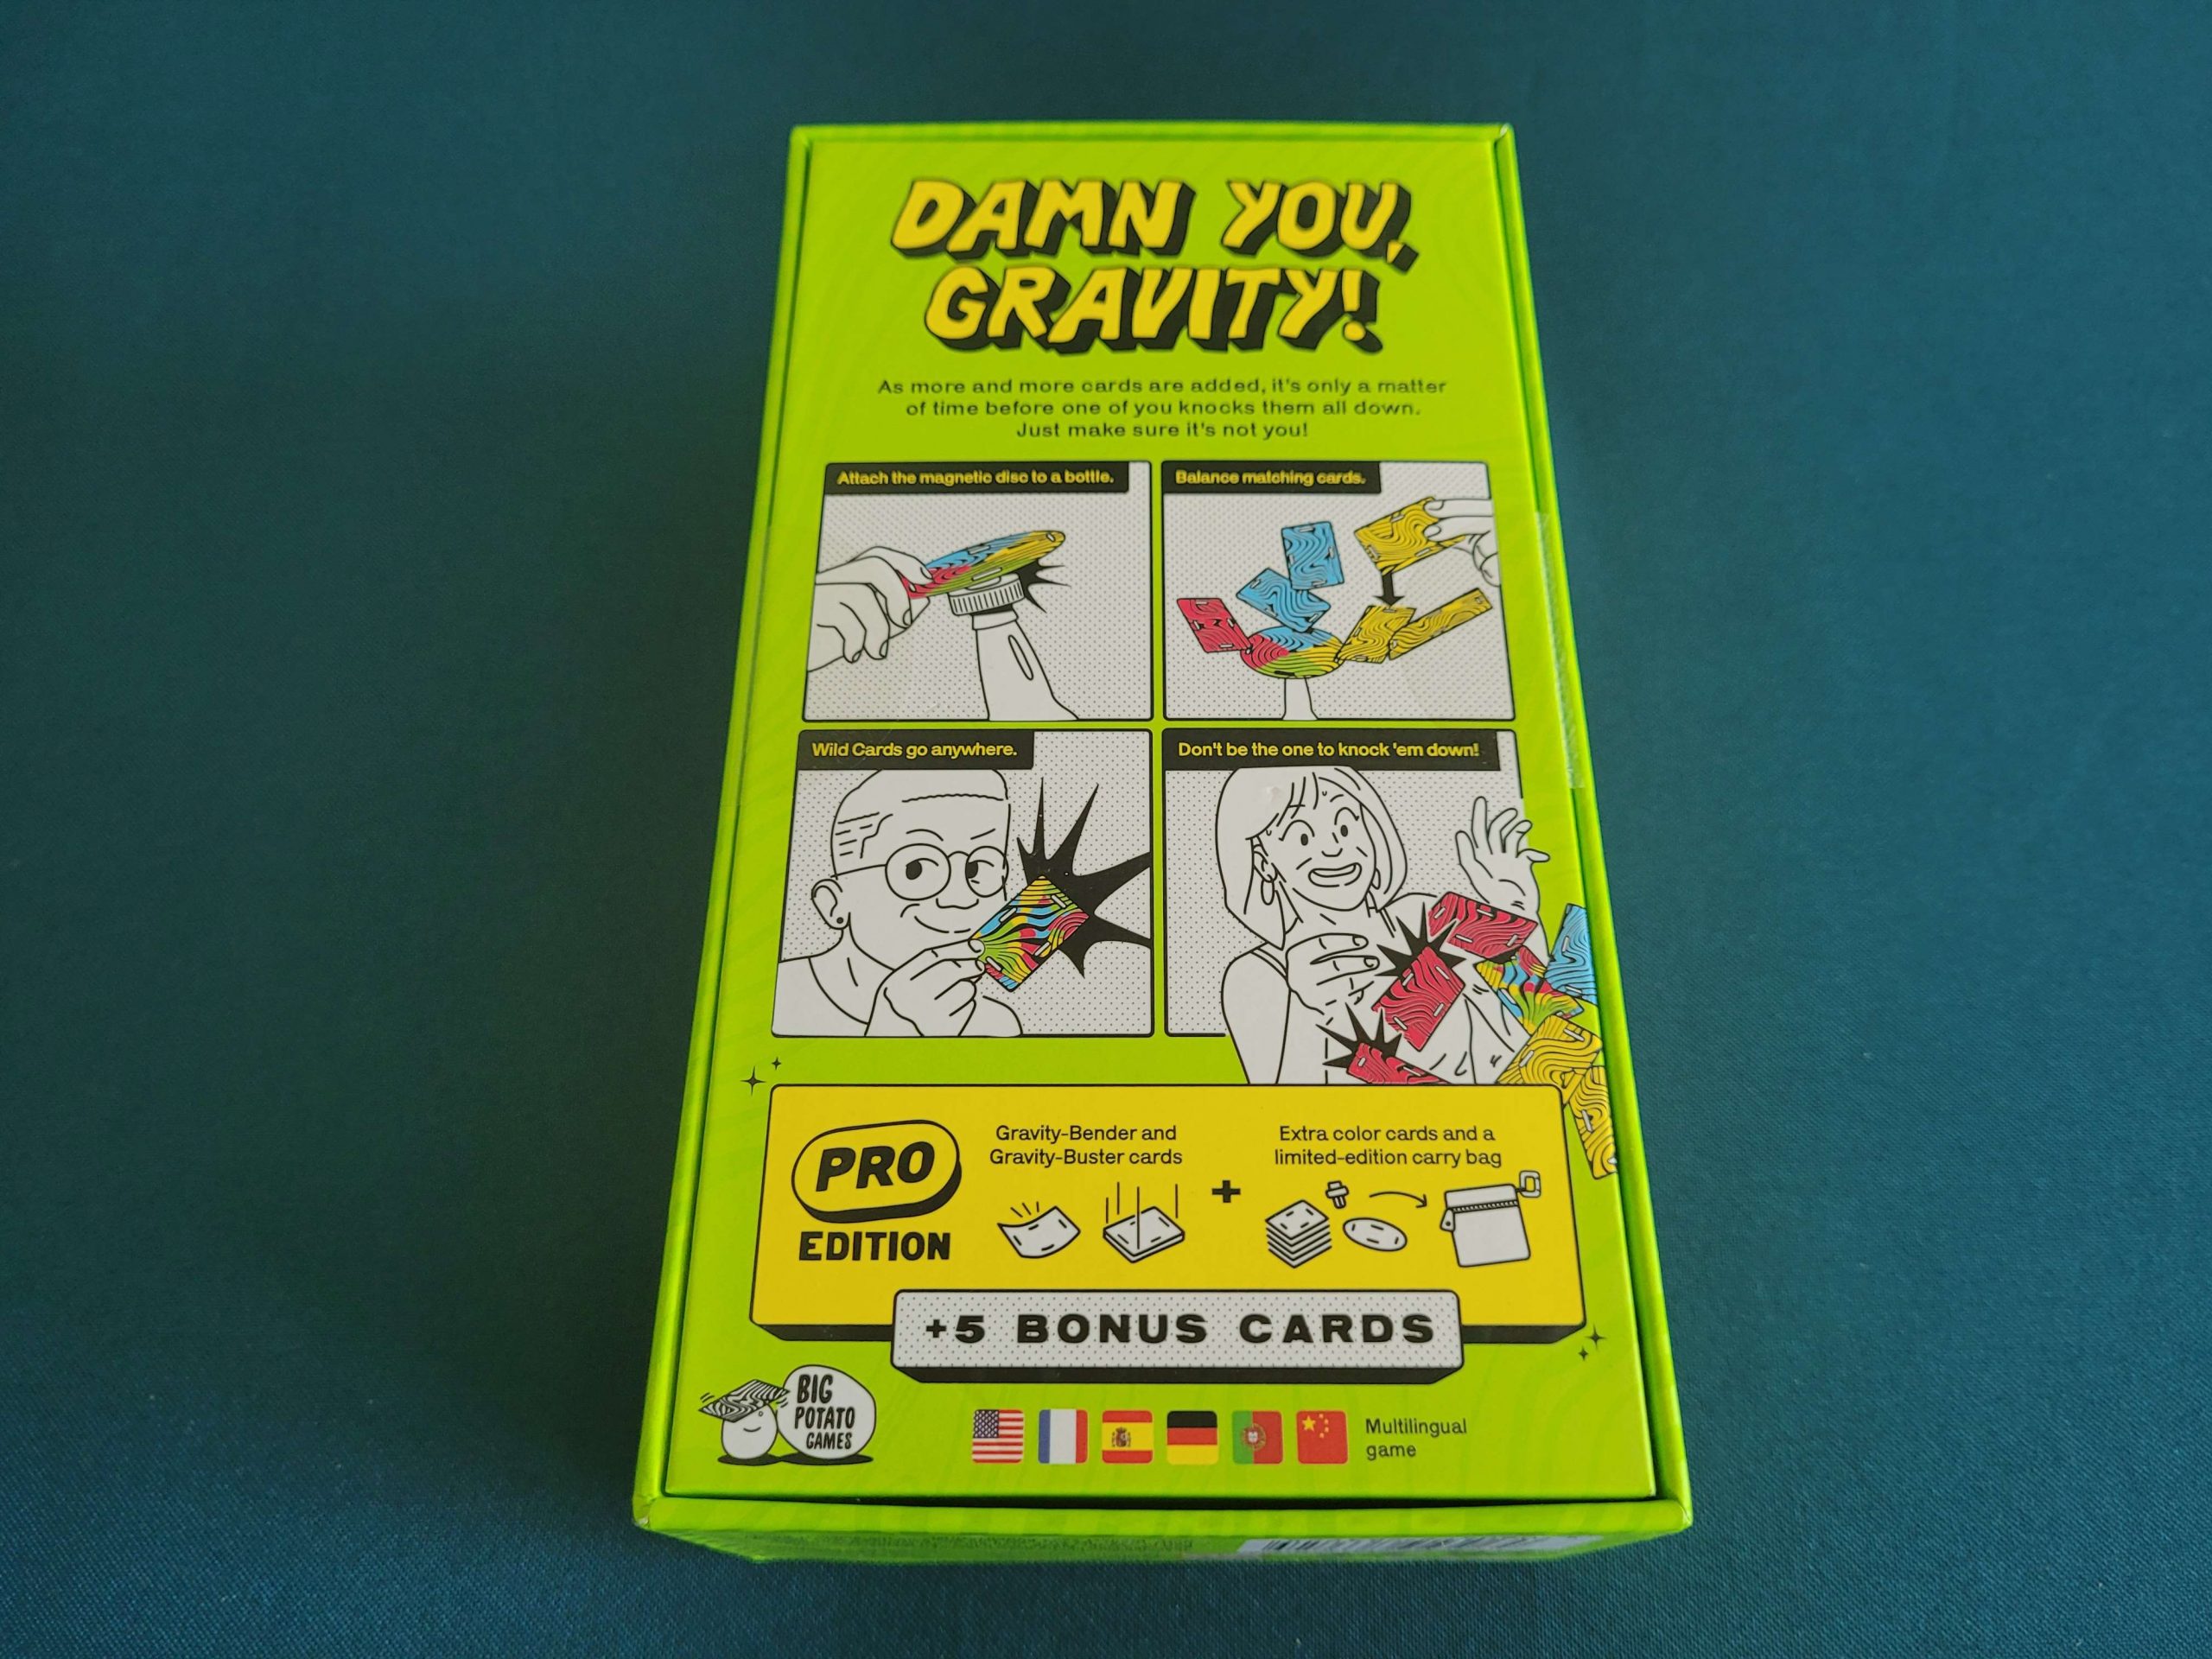 DAMN YOU,
GRAVITY!
As more and more cards are added, it's only a matter
of time before one of you knocks them all down.
Just make sure it's not you!
Attach the magnetic disc to a bottle.
Balance matching cards.
Wild Cards go anywhere.
Don't be the one to knock 'em down!
PRO
EDITION
Gravity-Bender and
Gravity-Buster cards
+
Extra color cards and a
limited-edition carry bag
+5 BONUS CARDS
BIG
POTATO
GAMES
Multilingual
game